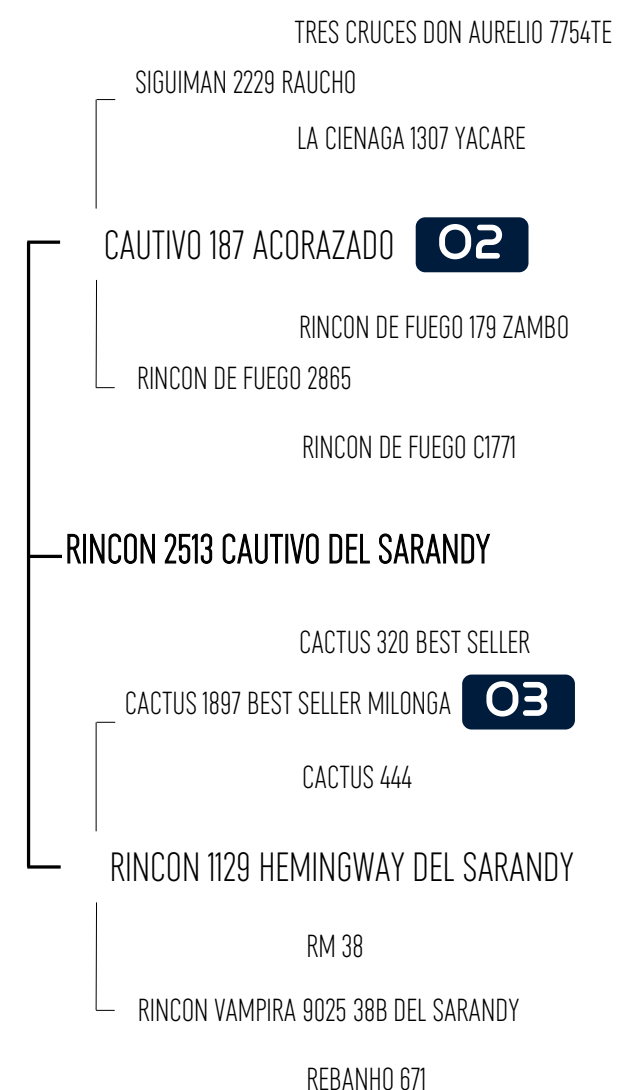 TRES CRUCES DON AURELIO 7754TE
SIGUIMAN 2229 RAUCHO
LA CIENAGA 1307 YACARE
CAUTIVO 187 ACORAZADO 02
RINCON DE FUEGO 179 ZAMBO
RINCON DE FUEGO 2865
RINCON DE FUEGO C1771
RINCON 2513 CAUTIVO DEL SARANDY
CACTUS 320 BEST SELLER
CACTUS 1897 BEST SELLER MILONGA 03
CACTUS 444
RINCON 1129 HEMINGWAY DEL SARANDY
RM 38
RINCON VAMPIRA 9025 38B DEL SARANDY
REBANHO 671